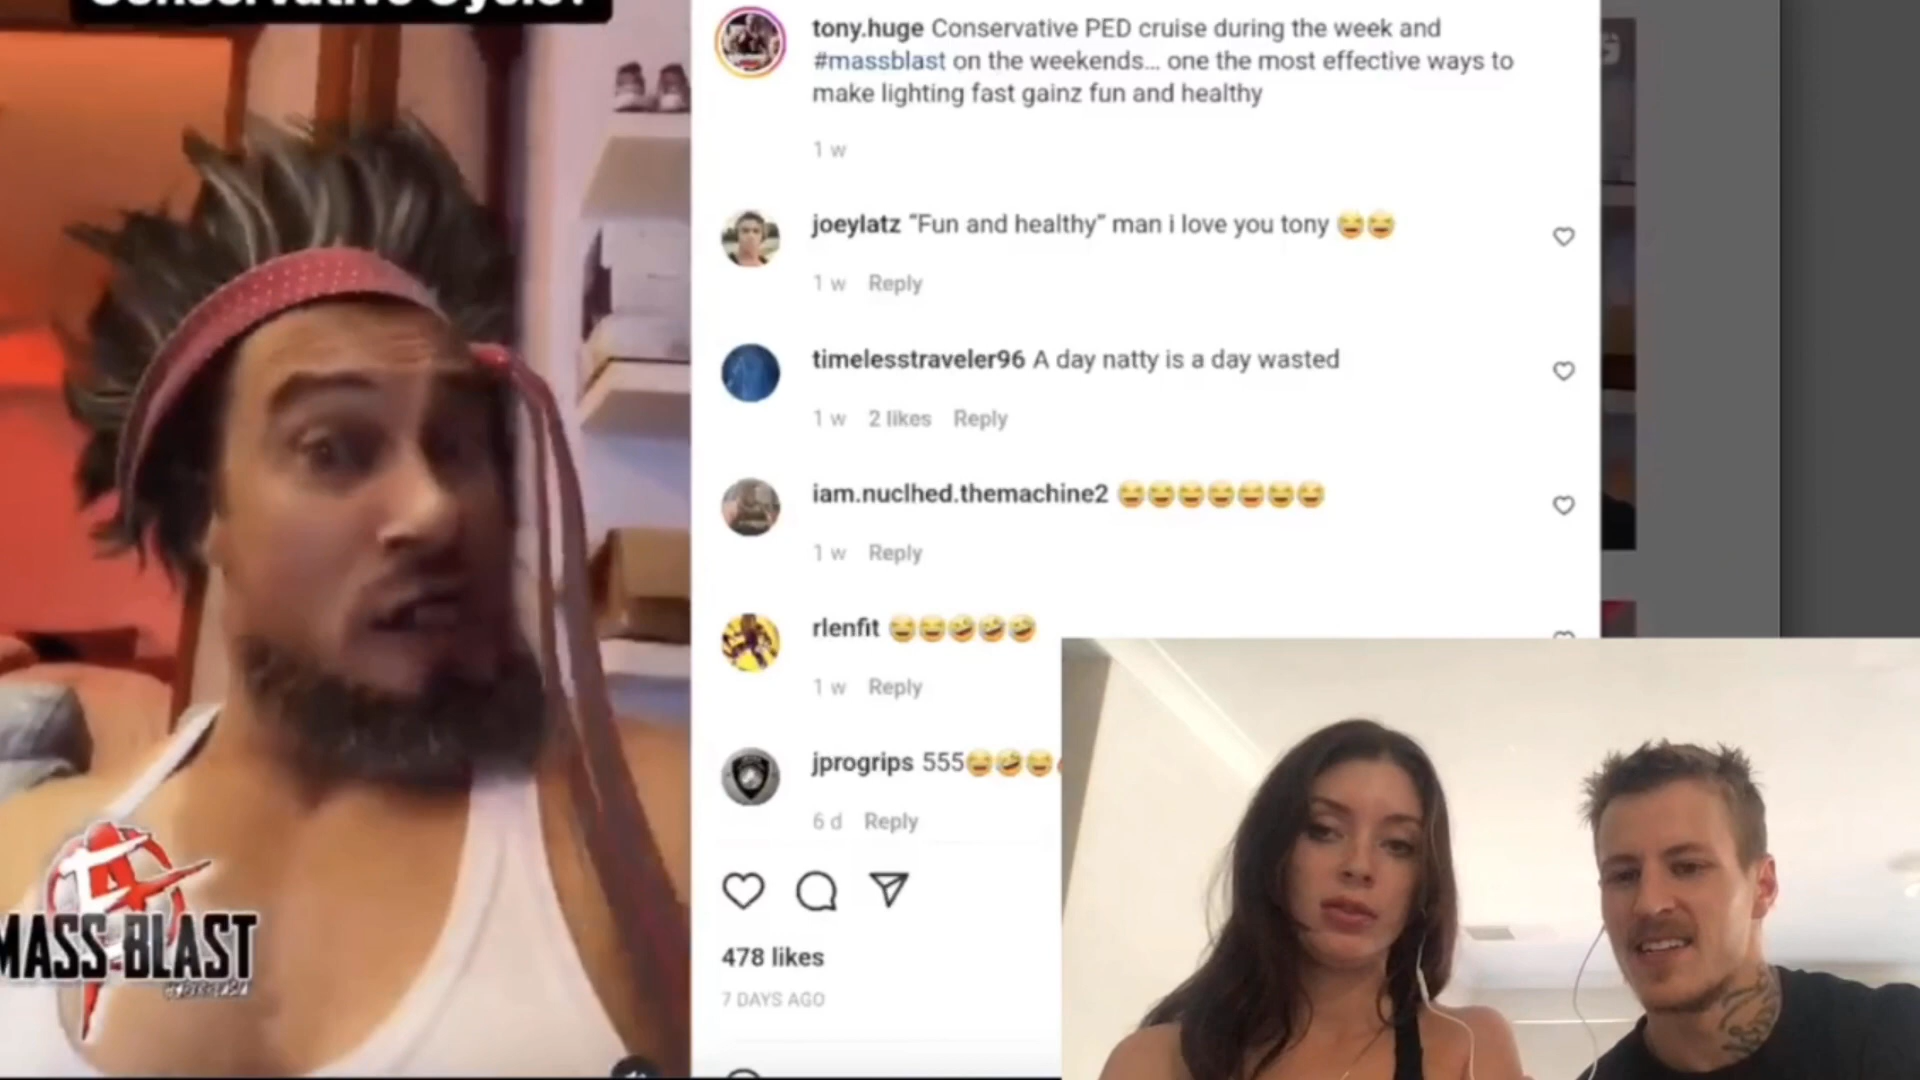 Conservative Cycle?
tony.huge Conservative PED cruise during the week and
#massblast on the weekends... one the most effective ways to
make lighting fast gainz fun and healthy
1 w
joeylatz “Fun and healthy” man i love you tony 😂😂
1 w Reply
timelesstraveler96 A day natty is a day wasted
1 w 2 likes Reply
iam.nuclhed.themachine2 😂😂😂😂😂😂😂
1 w Reply
rlenfit 😂😂🤣🤣🤣
1 w Reply
jprogrips 555😂🤣😂
6 d Reply
478 likes
7 DAYS AGO
MASS BLAST